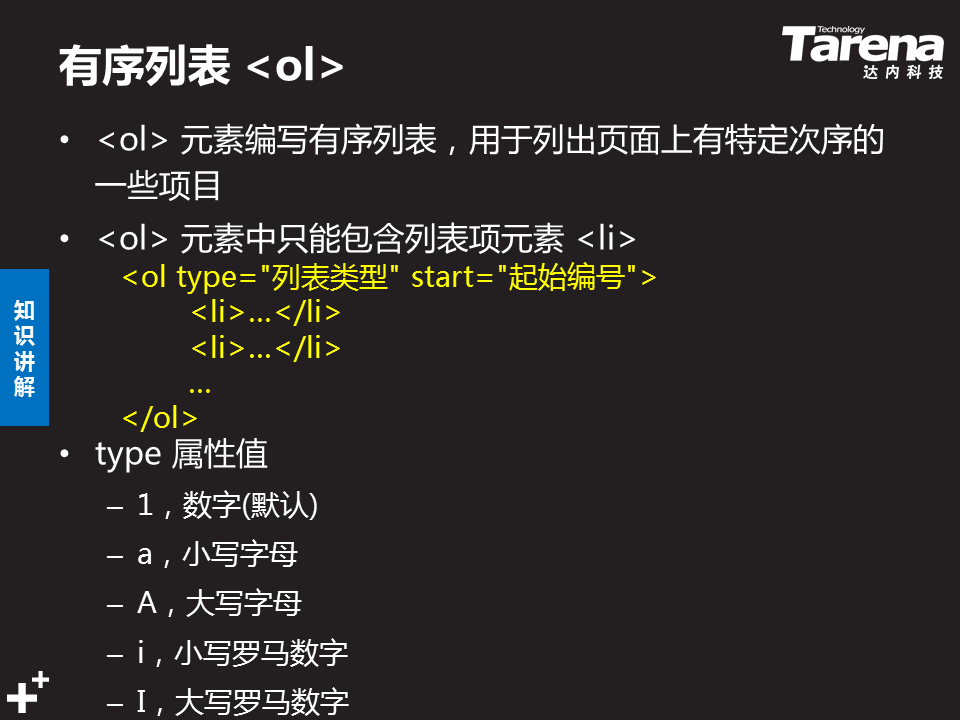 有序列表 <ol>
Technology
Tarena
达内科技
• <ol> 元素编写有序列表，用于列出页面上有特定次序的
一些项目
• <ol> 元素中只能包含列表项元素 <li>
<ol type="列表类型" start="起始编号">
<li>…</li>
<li>…</li>
…
</ol>
知识讲解
• type 属性值
– 1，数字(默认)
– a，小写字母
– A，大写字母
– i，小写罗马数字
– I，大写罗马数字